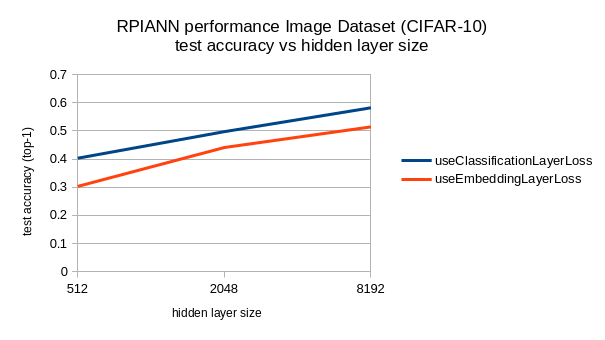 RPIANN performance Image Dataset (CIFAR-10)
test accuracy vs hidden layer size
0.7
0.6
0.5
0.4
0.3
0.2
0.1
0
test accuracy (top-1)
512
2048
8192
hidden layer size
useClassificationLayerLoss
useEmbeddingLayerLoss